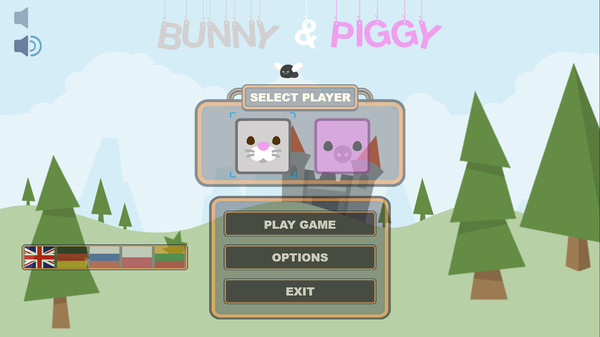 BUNNY & PIGGY
SELECT PLAYER
PLAY GAME
OPTIONS
EXIT